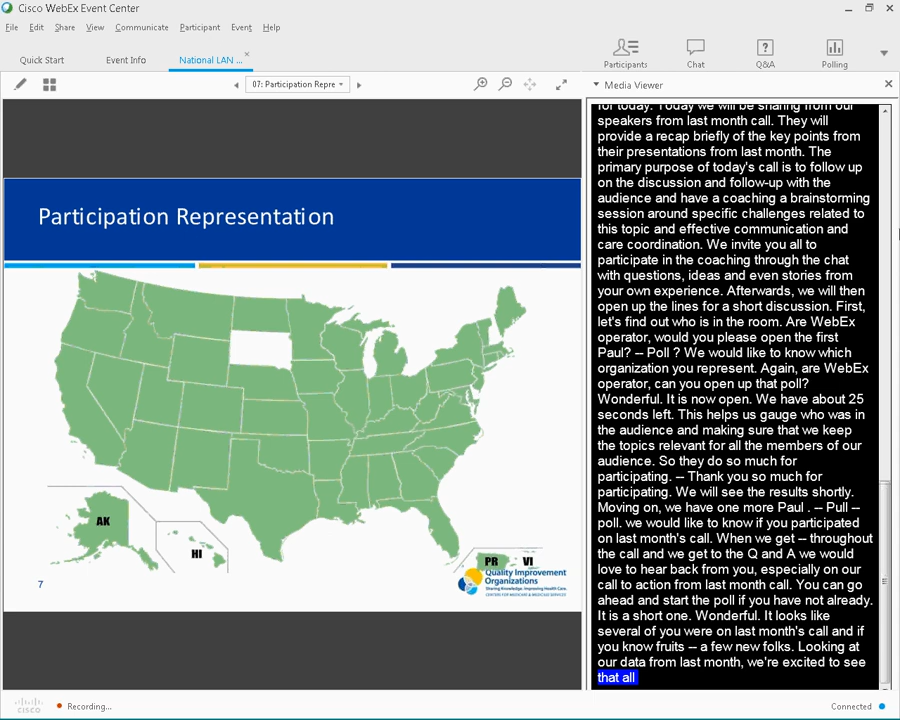 Cisco WebEx Event Center
File Edit Share View Communicate Participant Event Help
Quick Start Event Info National LAN ...
Participants Chat Q&A Polling
07: Participation Repre
Media Viewer
Participation Representation
AK
HI
PR VI
7
Quality Improvement
Organizations
Sharing Knowledge. Improving Health Care.
CENTERS FOR MEDICARE & MEDICAID SERVICES
for today. Today we will be sharing from our
speakers from last month call. They will
provide a recap briefly of the key points from
their presentations from last month. The
primary purpose of today's call is to follow up
on the discussion and follow-up with the
audience and have a coaching a brainstorming
session around specific challenges related to
this topic and effective communication and
care coordination. We invite you all to
participate in the coaching through the chat
with questions, ideas and even stories from
your own experience. Afterwards, we will then
open up the lines for a short discussion. First,
let's find out who is in the room. Are WebEx
operator, would you please open the first
Paul? -- Poll ? We would like to know which
organization you represent. Again, are WebEx
operator, can you open up that poll?
Wonderful. It is now open. We have about 25
seconds left. This helps us gauge who was in
the audience and making sure that we keep
the topics relevant for all the members of our
audience. So they do so much for
participating. -- Thank you so much for
participating. We will see the results shortly.
Moving on, we have one more Paul . -- Pull --
poll. we would like to know if you participated
on last month's call. When we get -- throughout
the call and we get to the Q and A we would
love to hear back from you, especially on our
call to action from last month call. You can go
ahead and start the poll if you have not already.
It is a short one. Wonderful. It looks like
several of you were on last month's call and if
you know fruits -- a few new folks. Looking at
our data from last month, we're excited to see
that all
cisco Recording... Connected